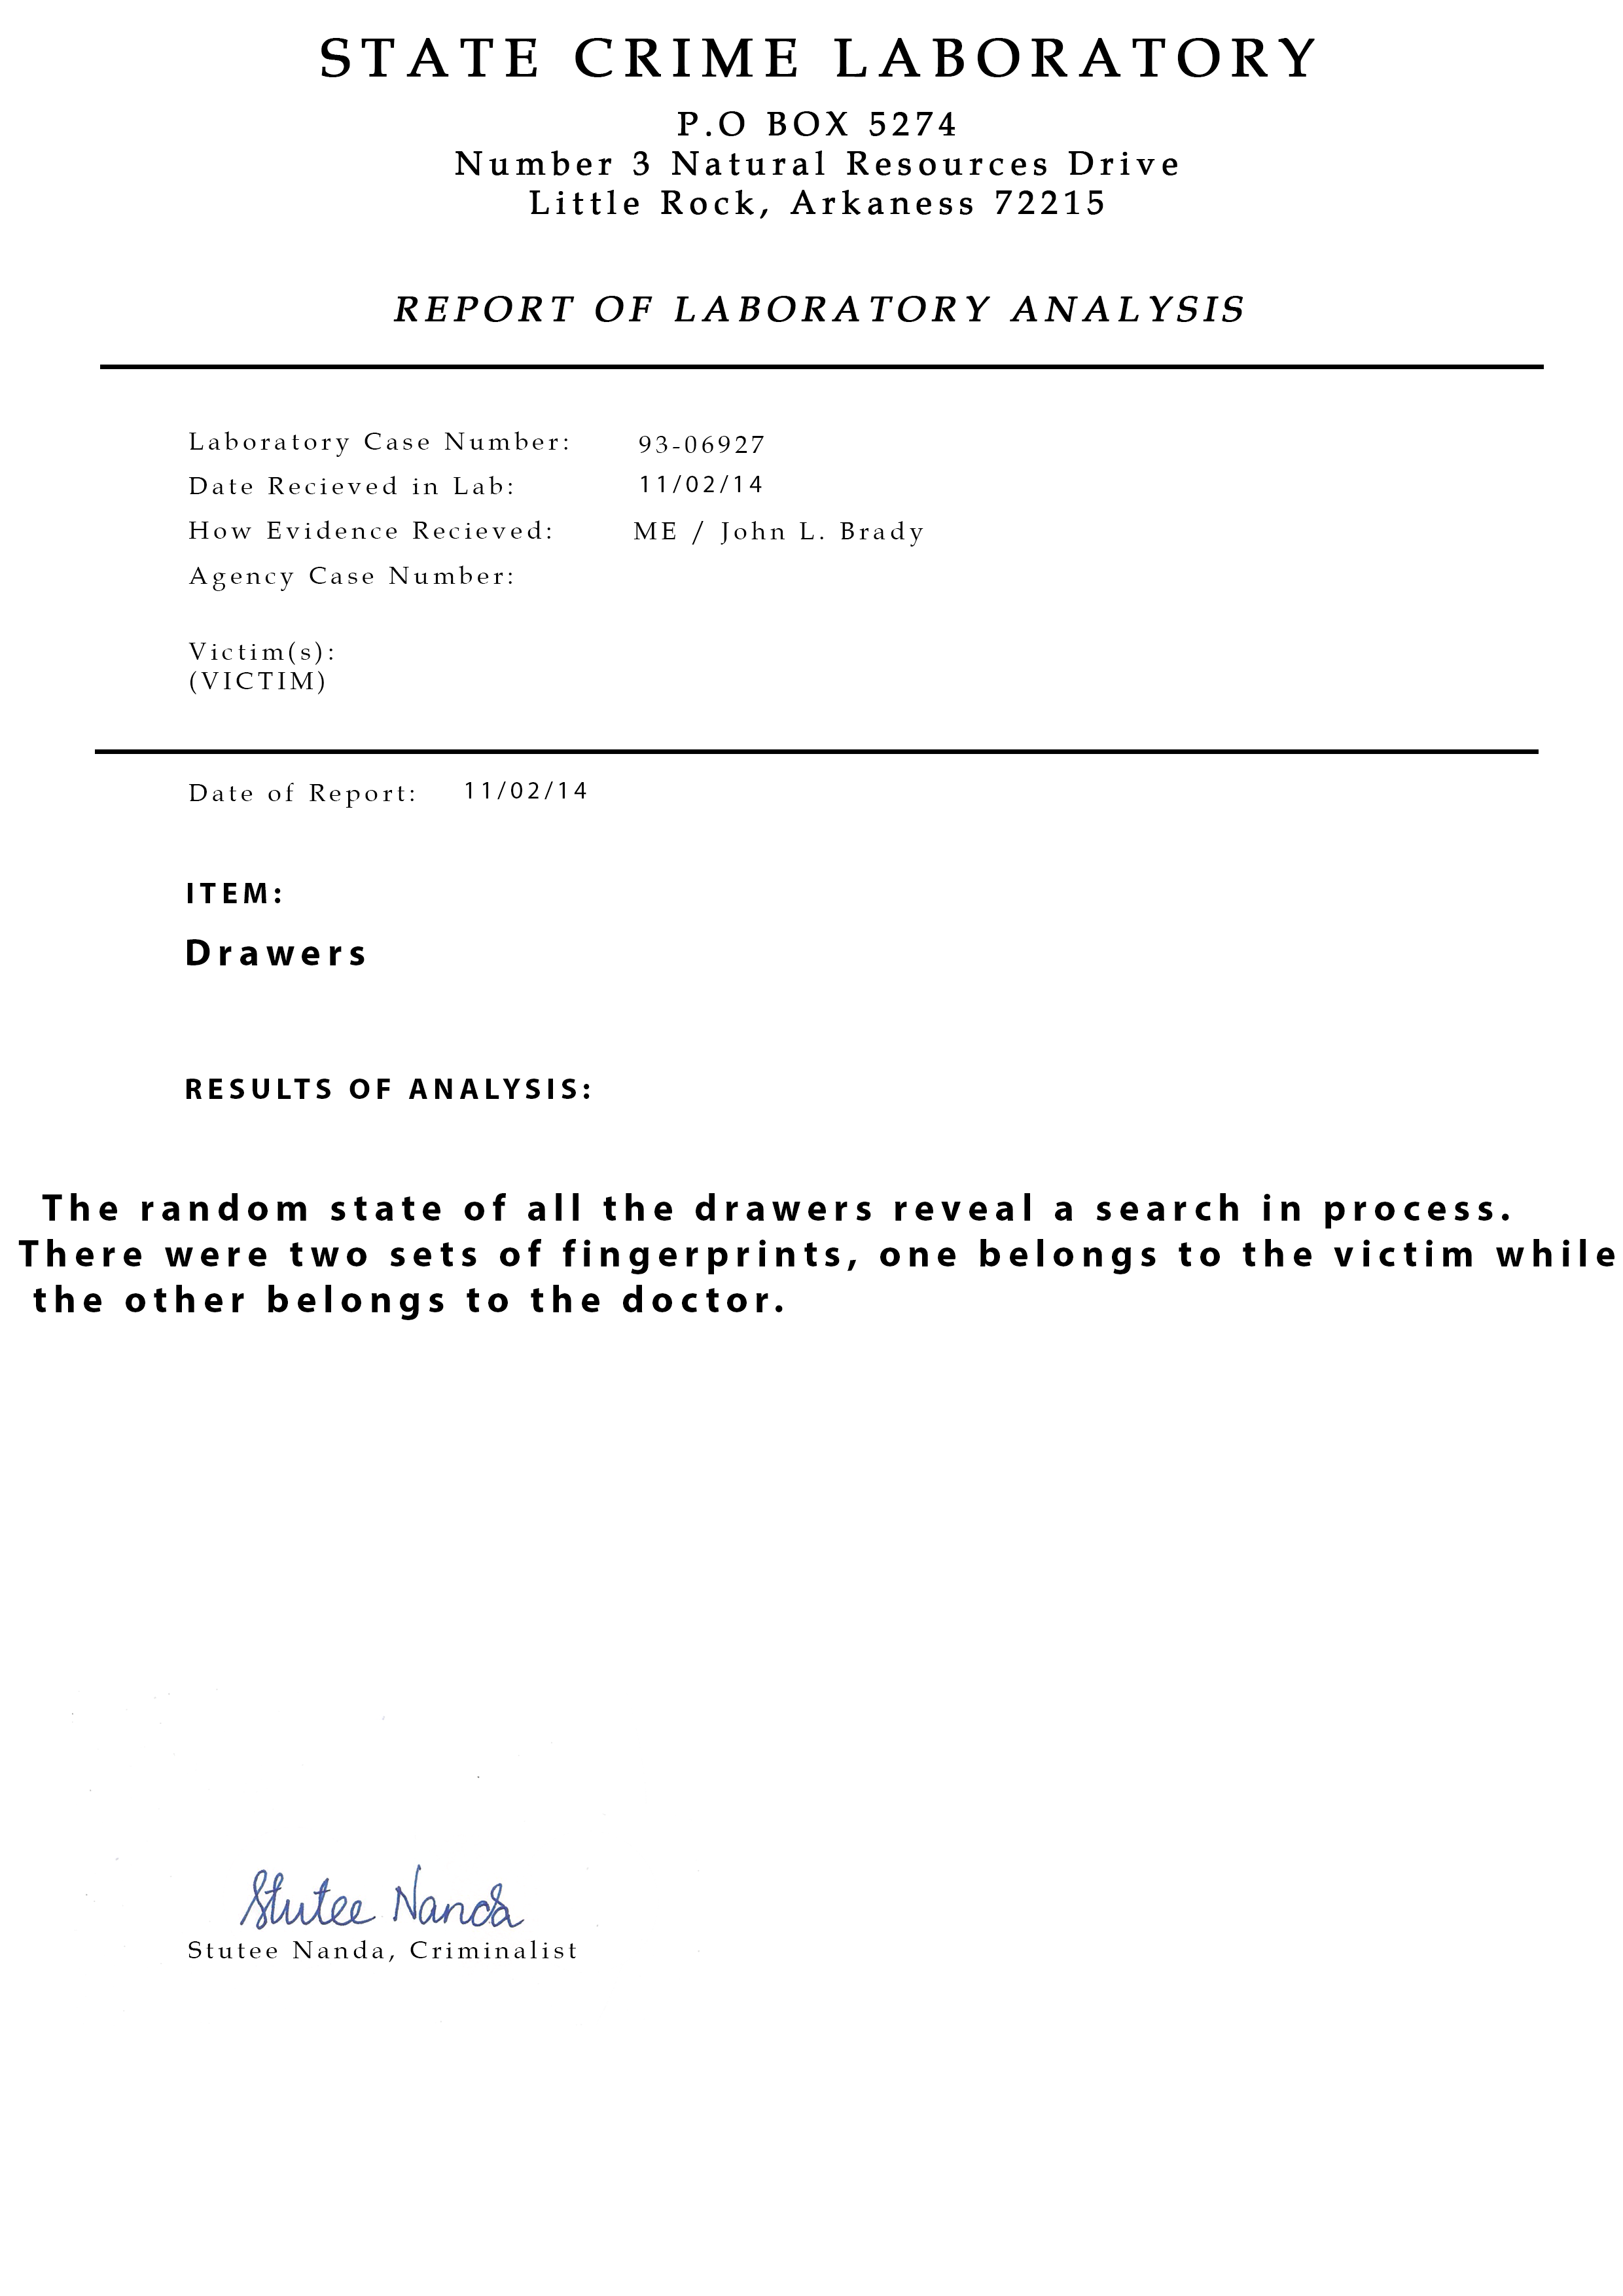 STATE CRIME LABORATORY
P.O BOX 5274
Number 3 Natural Resources Drive
Little Rock, Arkaness 72215
REPORT OF LABORATORY ANALYSIS
Laboratory Case Number: 93-06927
Date Recieved in Lab: 11/02/14
How Evidence Recieved: ME / John L. Brady
Agency Case Number:
Victim(s):
(VICTIM)
Date of Report: 11/02/14
ITEM:
Drawers
RESULTS OF ANALYSIS:
The random state of all the drawers reveal a search in process.
There were two sets of fingerprints, one belongs to the victim while
the other belongs to the doctor.
Stutee Nanda
Stutee Nanda, Criminalist